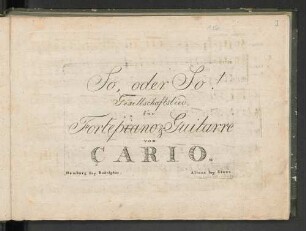 So, oder So!
Gesellschaftslied
für
Fortepiano & Guitarre
von
CARIO.
Hamburg bey Rudolphus. Altona bey Cranz.